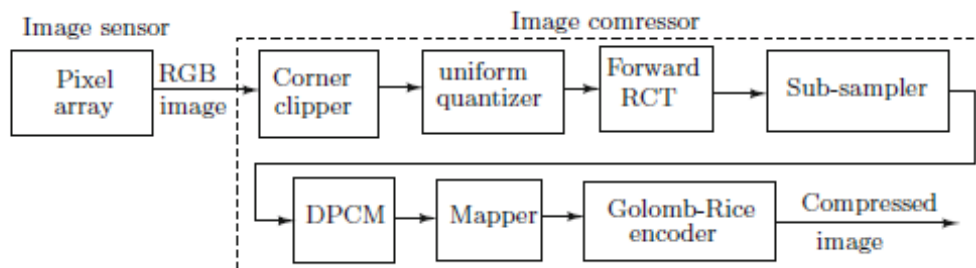 Image comressor
Image sensor
Pixel
array
RGB
image
Corner
clipper
uniform
quantizer
Forward
RCT
Sub-sampler
DPCM
Mapper
Golomb-Rice
encoder
Compressed
image